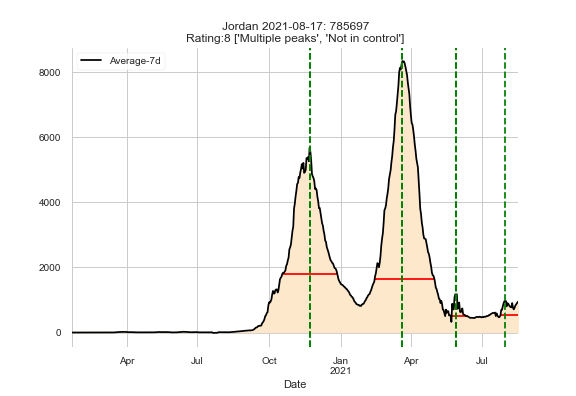 Jordan 2021-08-17: 785697
Rating:8 ['Multiple peaks', 'Not in control']
Average-7d
8000
6000
4000
2000
0
Apr
Jul
Oct
Jan
2021
Apr
Jul
Date